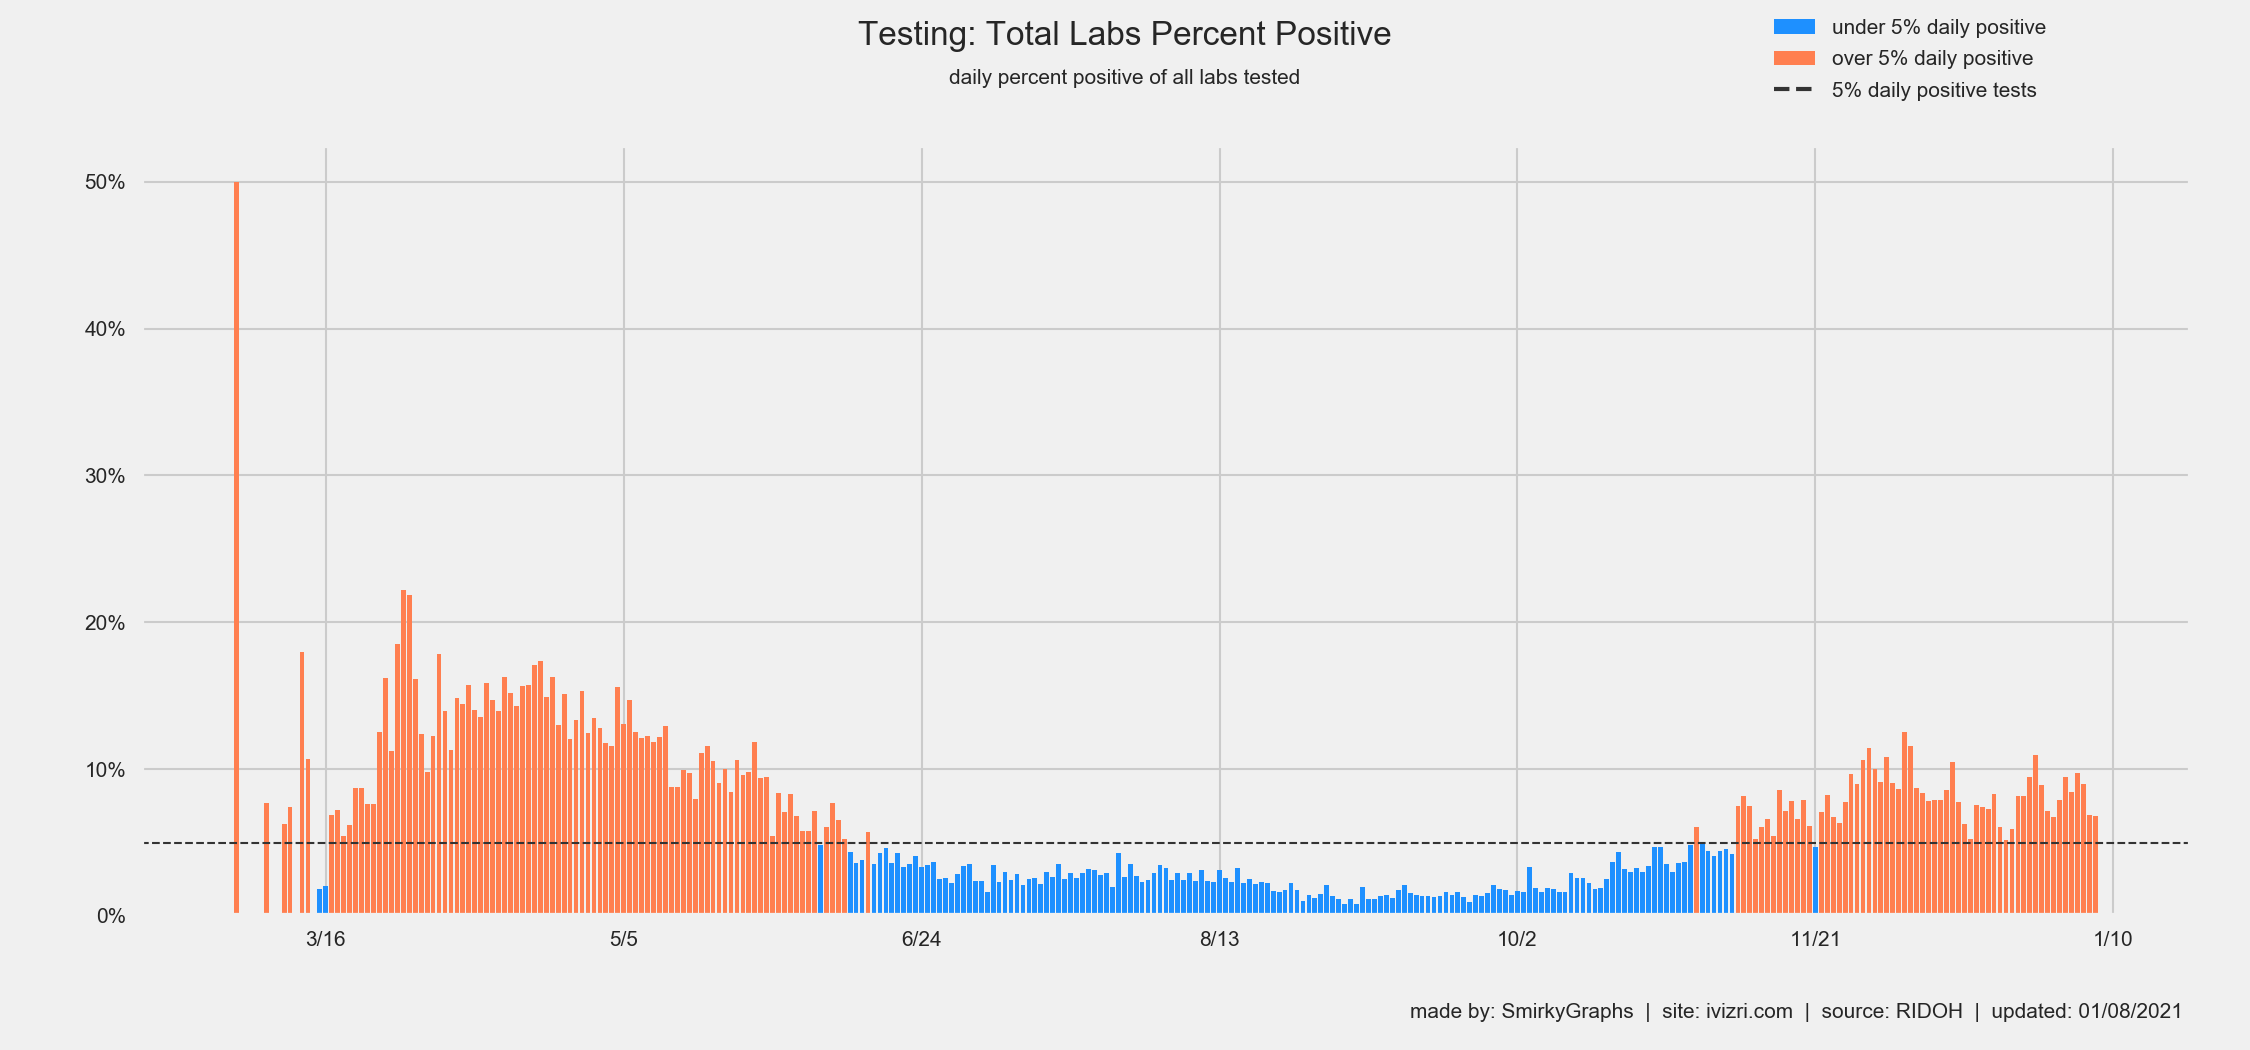 Testing: Total Labs Percent Positive
daily percent positive of all labs tested
under 5% daily positive
over 5% daily positive
5% daily positive tests
50%
40%
30%
20%
10%
0%
3/16 5/5 6/24 8/13 10/2 11/21 1/10
made by: SmirkyGraphs | site: ivizri.com | source: RIDOH | updated: 01/08/2021